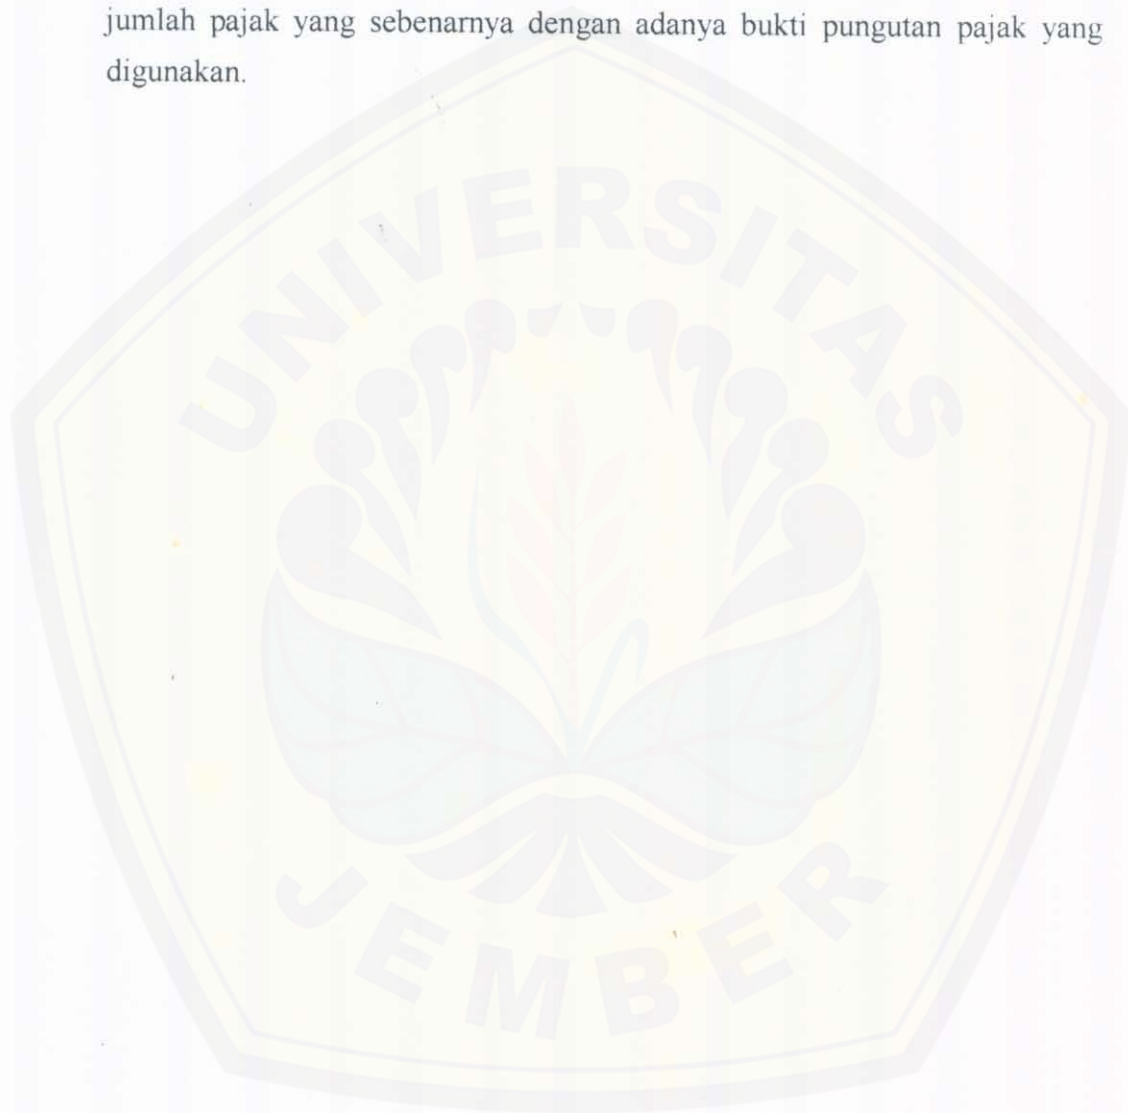 jumlah pajak yang sebenarnya dengan adanya bukti pungutan pajak yang
digunakan.
UNIVERSITAS
JEMBER